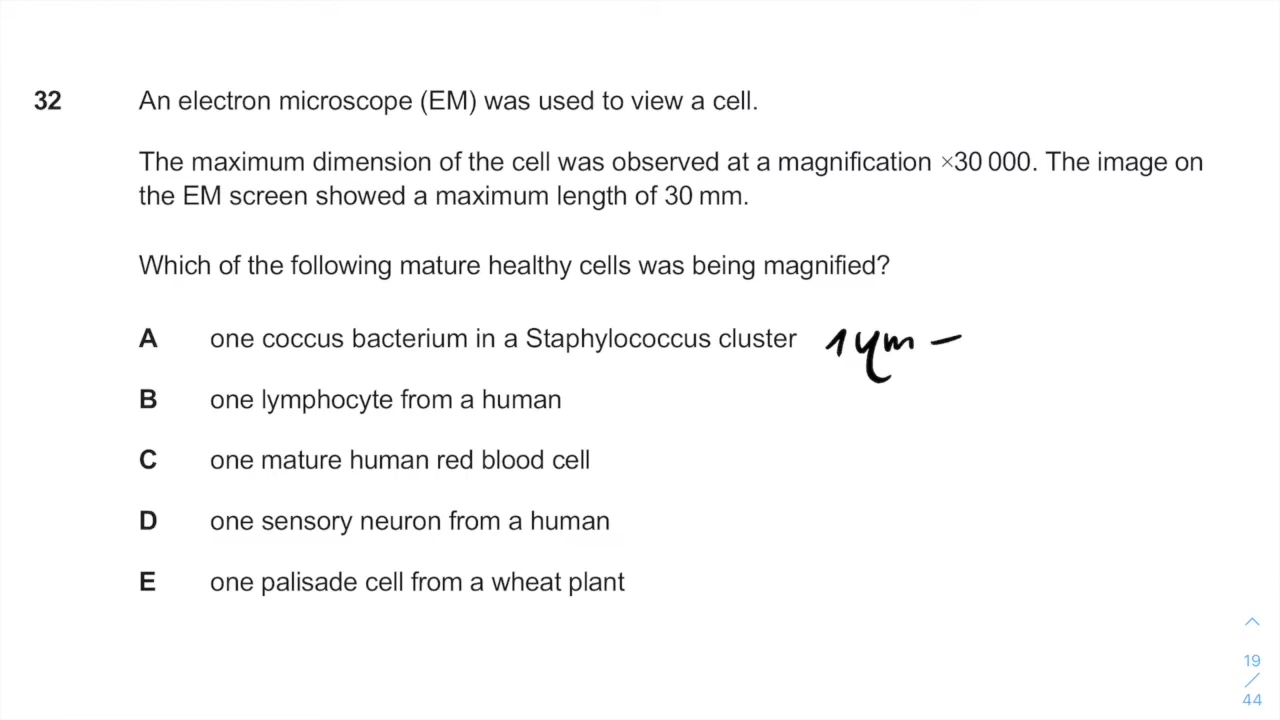 32 An electron microscope (EM) was used to view a cell.
The maximum dimension of the cell was observed at a magnification ×30 000. The image on
the EM screen showed a maximum length of 30 mm.
Which of the following mature healthy cells was being magnified?
A one coccus bacterium in a Staphylococcus cluster 1 μm –
B one lymphocyte from a human
C one mature human red blood cell
D one sensory neuron from a human
E one palisade cell from a wheat plant
19
/
44